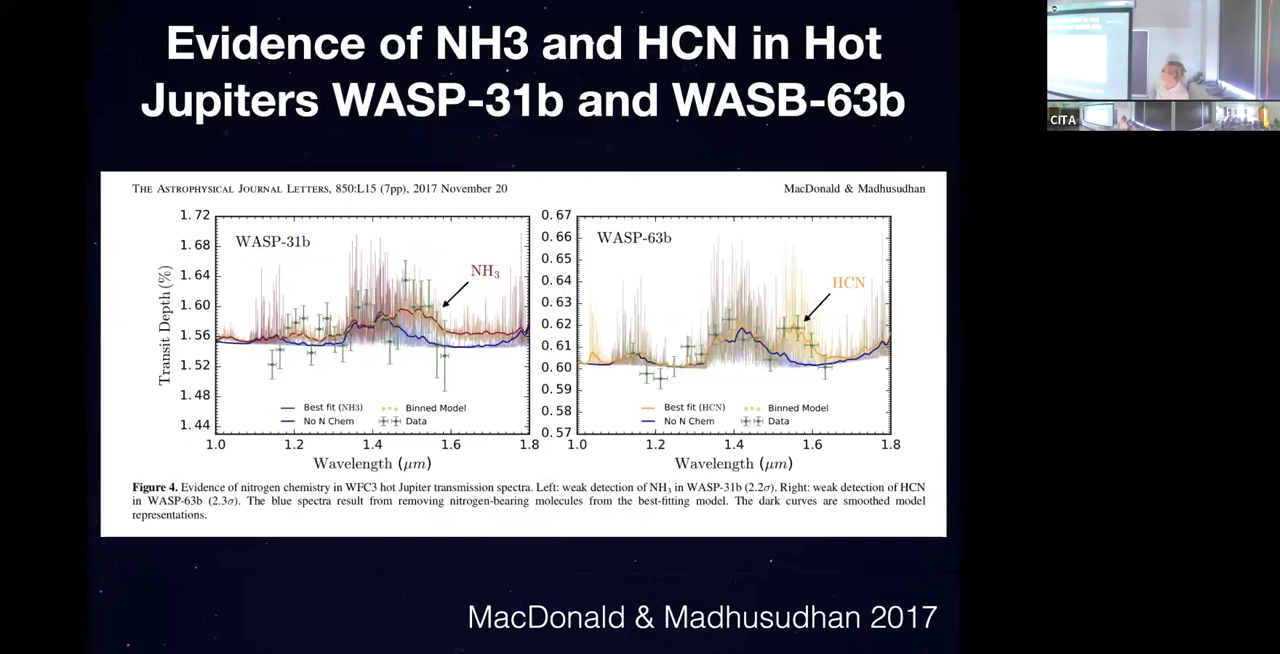 Evidence of NH3 and HCN in Hot
Jupiters WASP-31b and WASB-63b
CITA
THE ASTROPHYSICAL JOURNAL LETTERS, 850:L15 (7pp), 2017 November 20
MacDonald & Madhusudhan
1.72
1.68
1.64
1.60
1.56
1.52
1.48
1.44
Transit Depth (%)
WASP-31b
NH3
Best fit (NH3)
No N Chem
Binned Model
Data
1.0 1.2 1.4 1.6 1.8
Wavelength (μm)
0.67
0.66
0.65
0.64
0.63
0.62
0.61
0.60
0.59
0.58
0.57
WASP-63b
HCN
Best fit (HCN)
No N Chem
Binned Model
Data
1.0 1.2 1.4 1.6 1.8
Wavelength (μm)
Figure 4. Evidence of nitrogen chemistry in WFC3 hot Jupiter transmission spectra. Left: weak detection of NH3 in WASP-31b (2.2σ). Right: weak detection of HCN
in WASP-63b (2.3σ). The blue spectra result from removing nitrogen-bearing molecules from the best-fitting model. The dark curves are smoothed model
representations.
MacDonald & Madhusudhan 2017